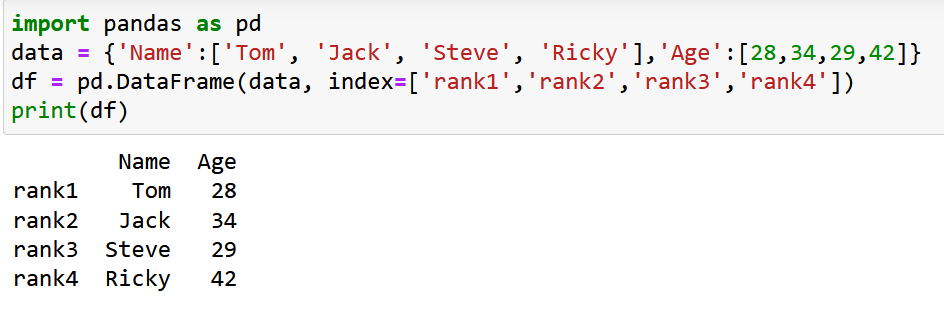 import pandas as pd
data = {'Name':['Tom', 'Jack', 'Steve', 'Ricky'],'Age':[28,34,29,42]}
df = pd.DataFrame(data, index=['rank1','rank2','rank3','rank4'])
print(df)
Name Age
rank1 Tom 28
rank2 Jack 34
rank3 Steve 29
rank4 Ricky 42